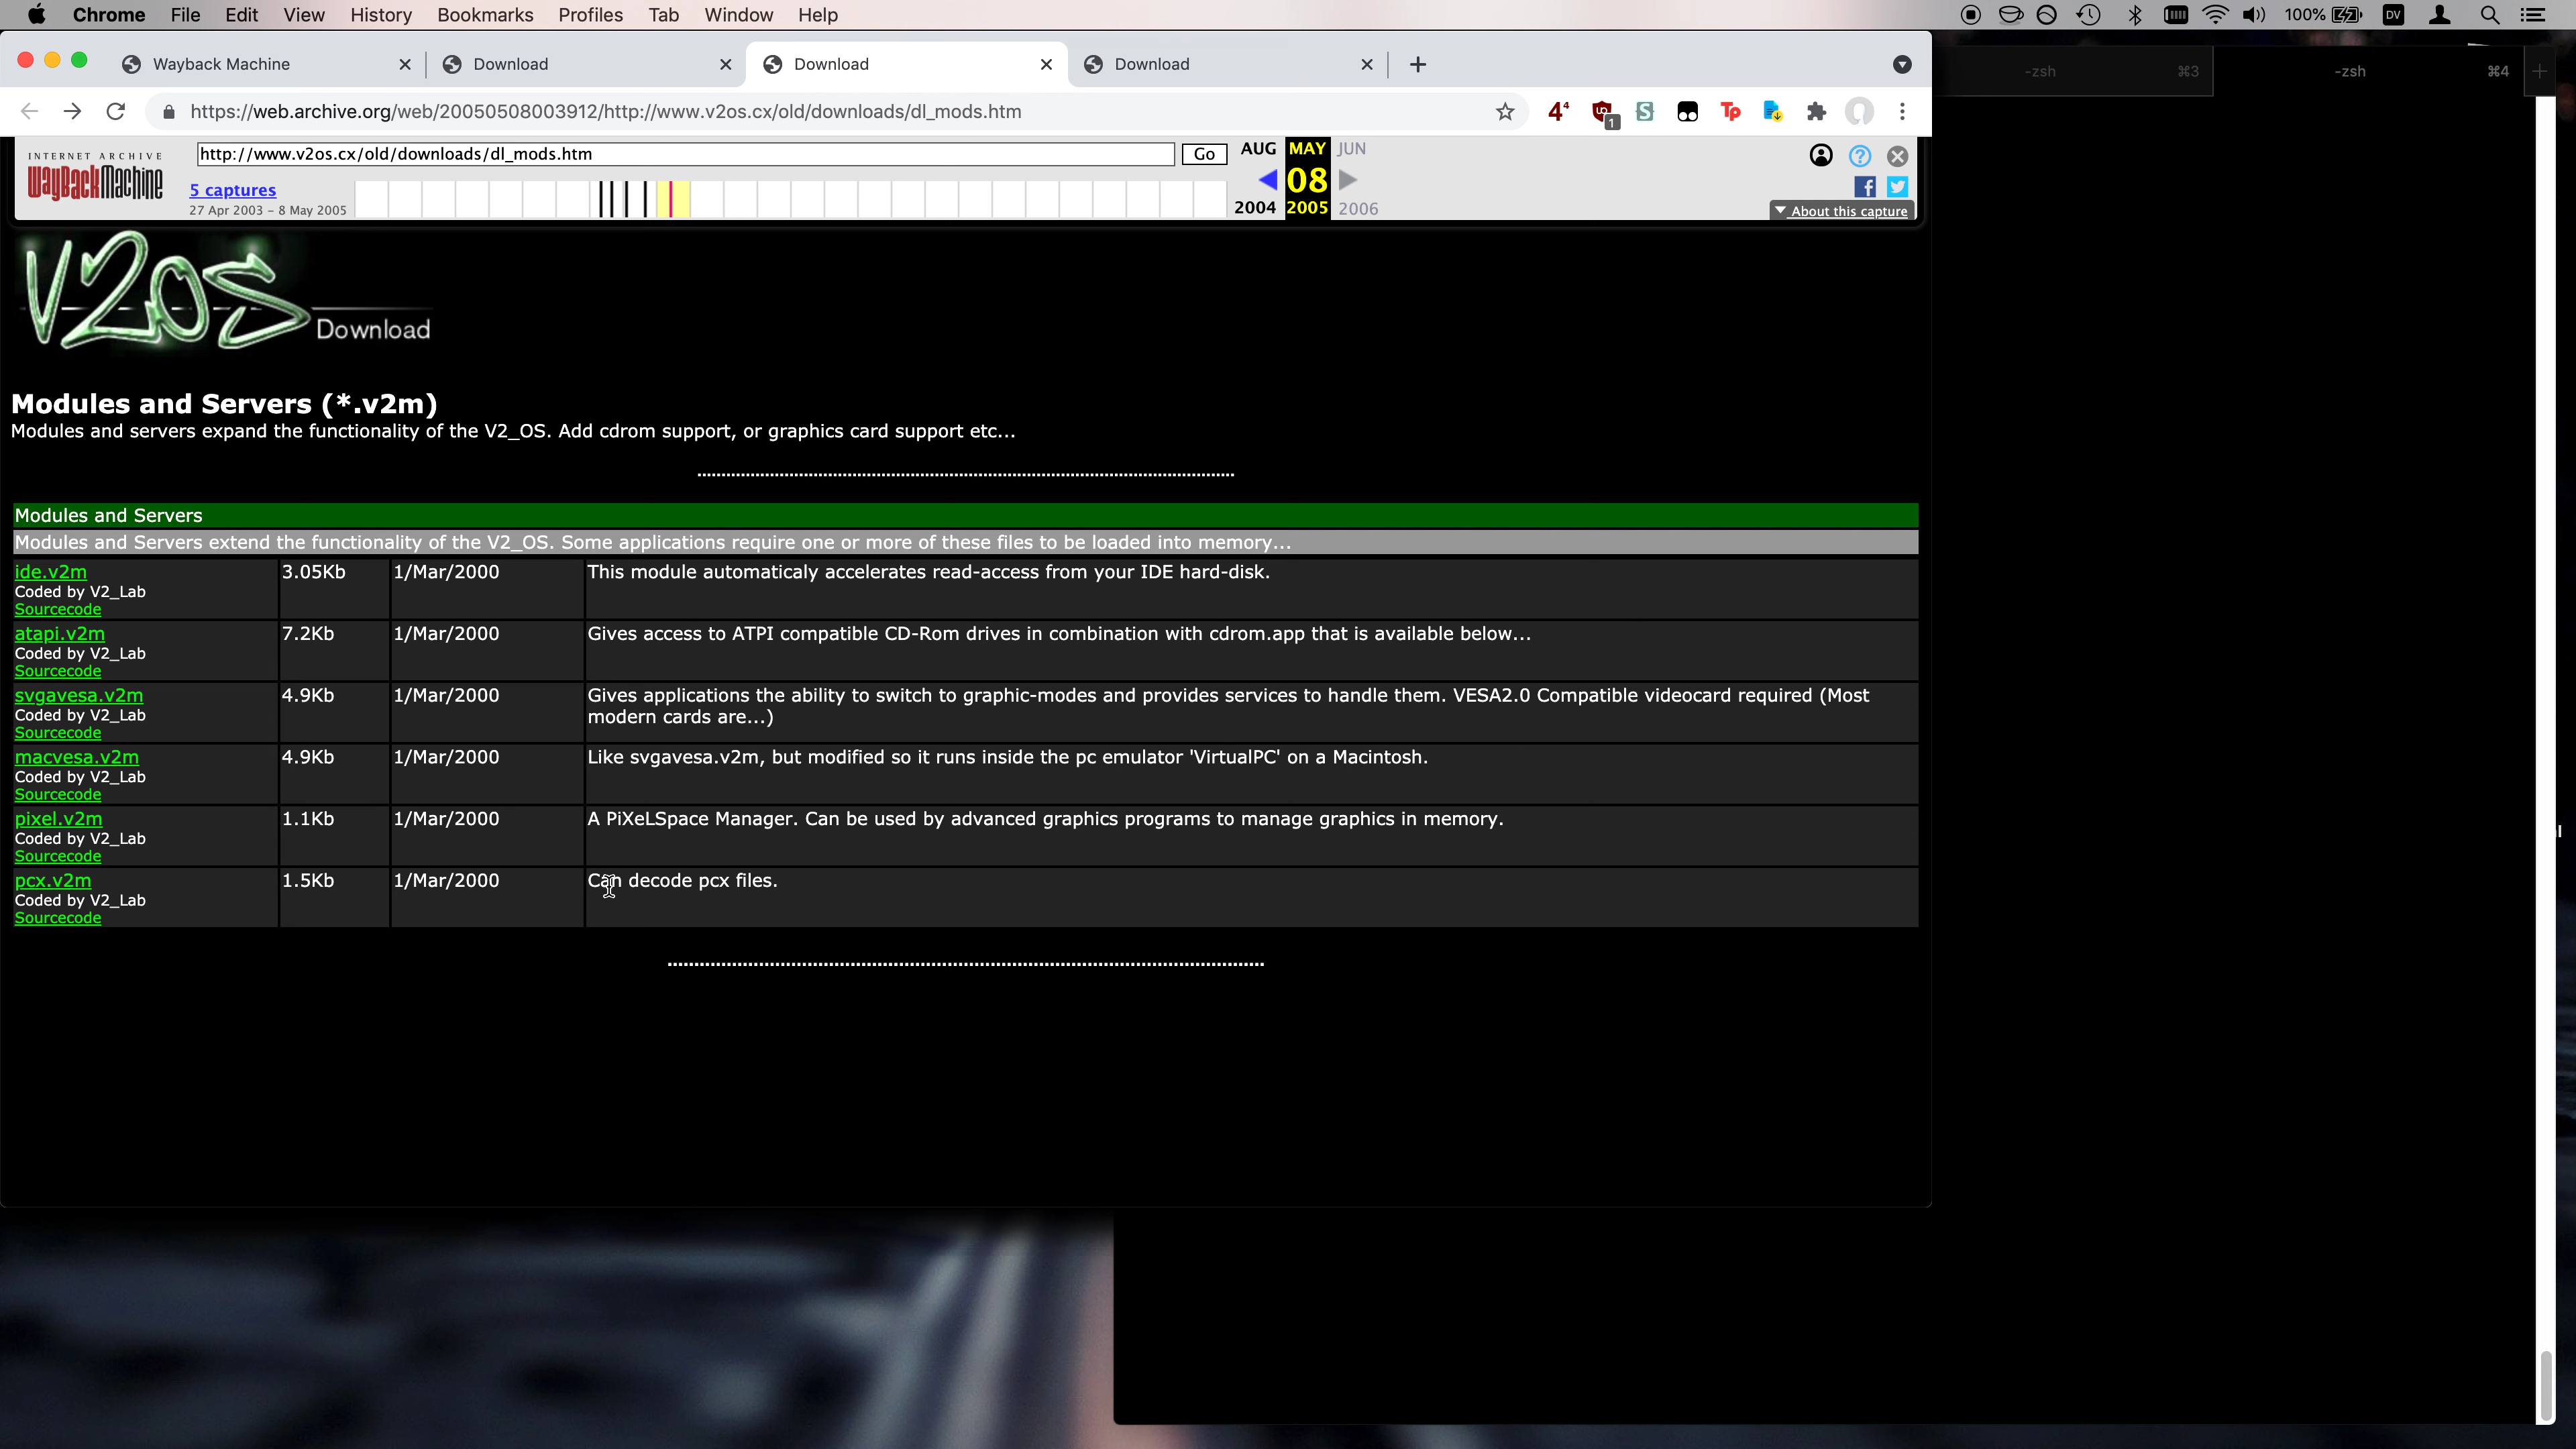 Chrome File Edit View History Bookmarks Profiles Tab Window Help 100% DV
Wayback Machine Download Download Download
-zsh ⌘3 -zsh ⌘4
https://web.archive.org/web/20050508003912/http://www.v2os.cx/old/downloads/dl_mods.htm
4⁴ 1 S Tp
INTERNET ARCHIVE
WayBackMachine
http://www.v2os.cx/old/downloads/dl_mods.htm Go
5 captures
27 Apr 2003 – 8 May 2005
AUG MAY JUN
08
2004 2005 2006
About this capture
V2OS
Download
Modules and Servers (*.v2m)
Modules and servers expand the functionality of the V2_OS. Add cdrom support, or graphics card support etc...
Modules and Servers
Modules and Servers extend the functionality of the V2_OS. Some applications require one or more of these files to be loaded into memory...
ide.v2m 3.05Kb 1/Mar/2000 This module automaticaly accelerates read-access from your IDE hard-disk.
Coded by V2_Lab
Sourcecode
atapi.v2m 7.2Kb 1/Mar/2000 Gives access to ATPI compatible CD-Rom drives in combination with cdrom.app that is available below...
Coded by V2_Lab
Sourcecode
svgavesa.v2m 4.9Kb 1/Mar/2000 Gives applications the ability to switch to graphic-modes and provides services to handle them. VESA2.0 Compatible videocard required (Most
Coded by V2_Lab modern cards are...)
Sourcecode
macvesa.v2m 4.9Kb 1/Mar/2000 Like svgavesa.v2m, but modified so it runs inside the pc emulator 'VirtualPC' on a Macintosh.
Coded by V2_Lab
Sourcecode
pixel.v2m 1.1Kb 1/Mar/2000 A PiXeLSpace Manager. Can be used by advanced graphics programs to manage graphics in memory.
Coded by V2_Lab
Sourcecode
pcx.v2m 1.5Kb 1/Mar/2000 Can decode pcx files.
Coded by V2_Lab
Sourcecode